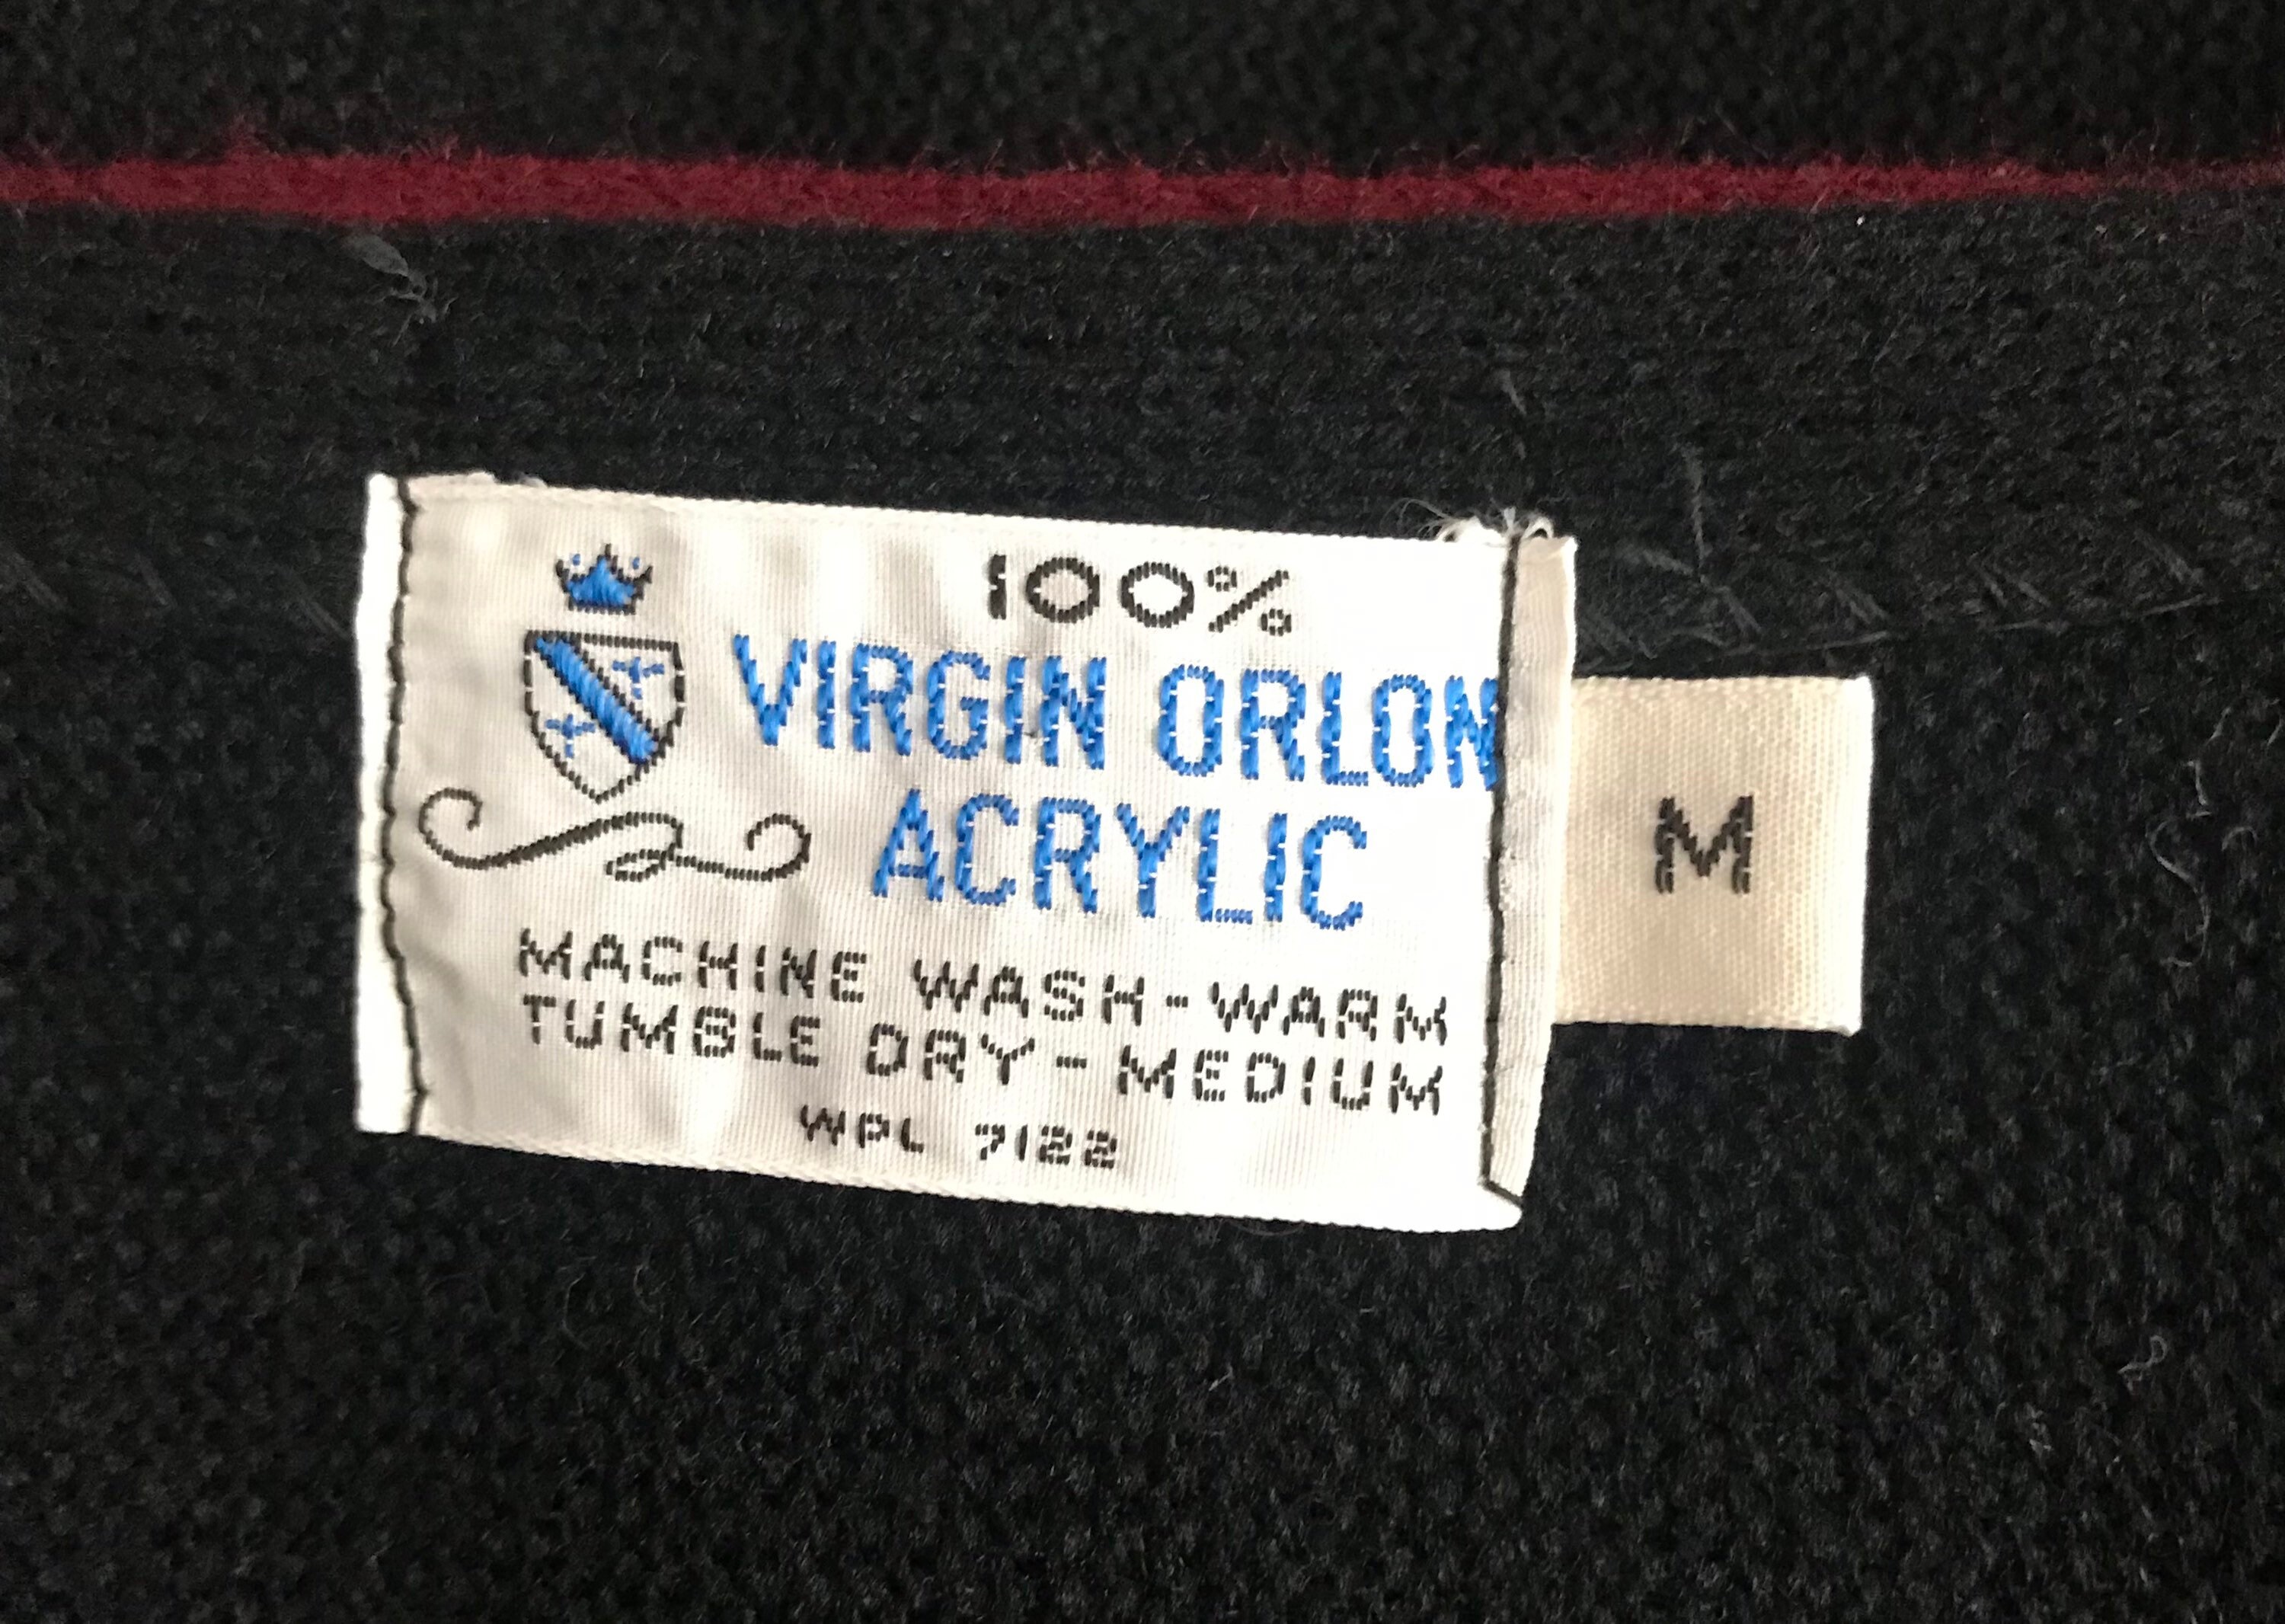 100%
VIRGIN ORLON
ACRYLIC
MACHINE WASH-WARM
TUMBLE DRY-MEDIUM
WPL 7122
M